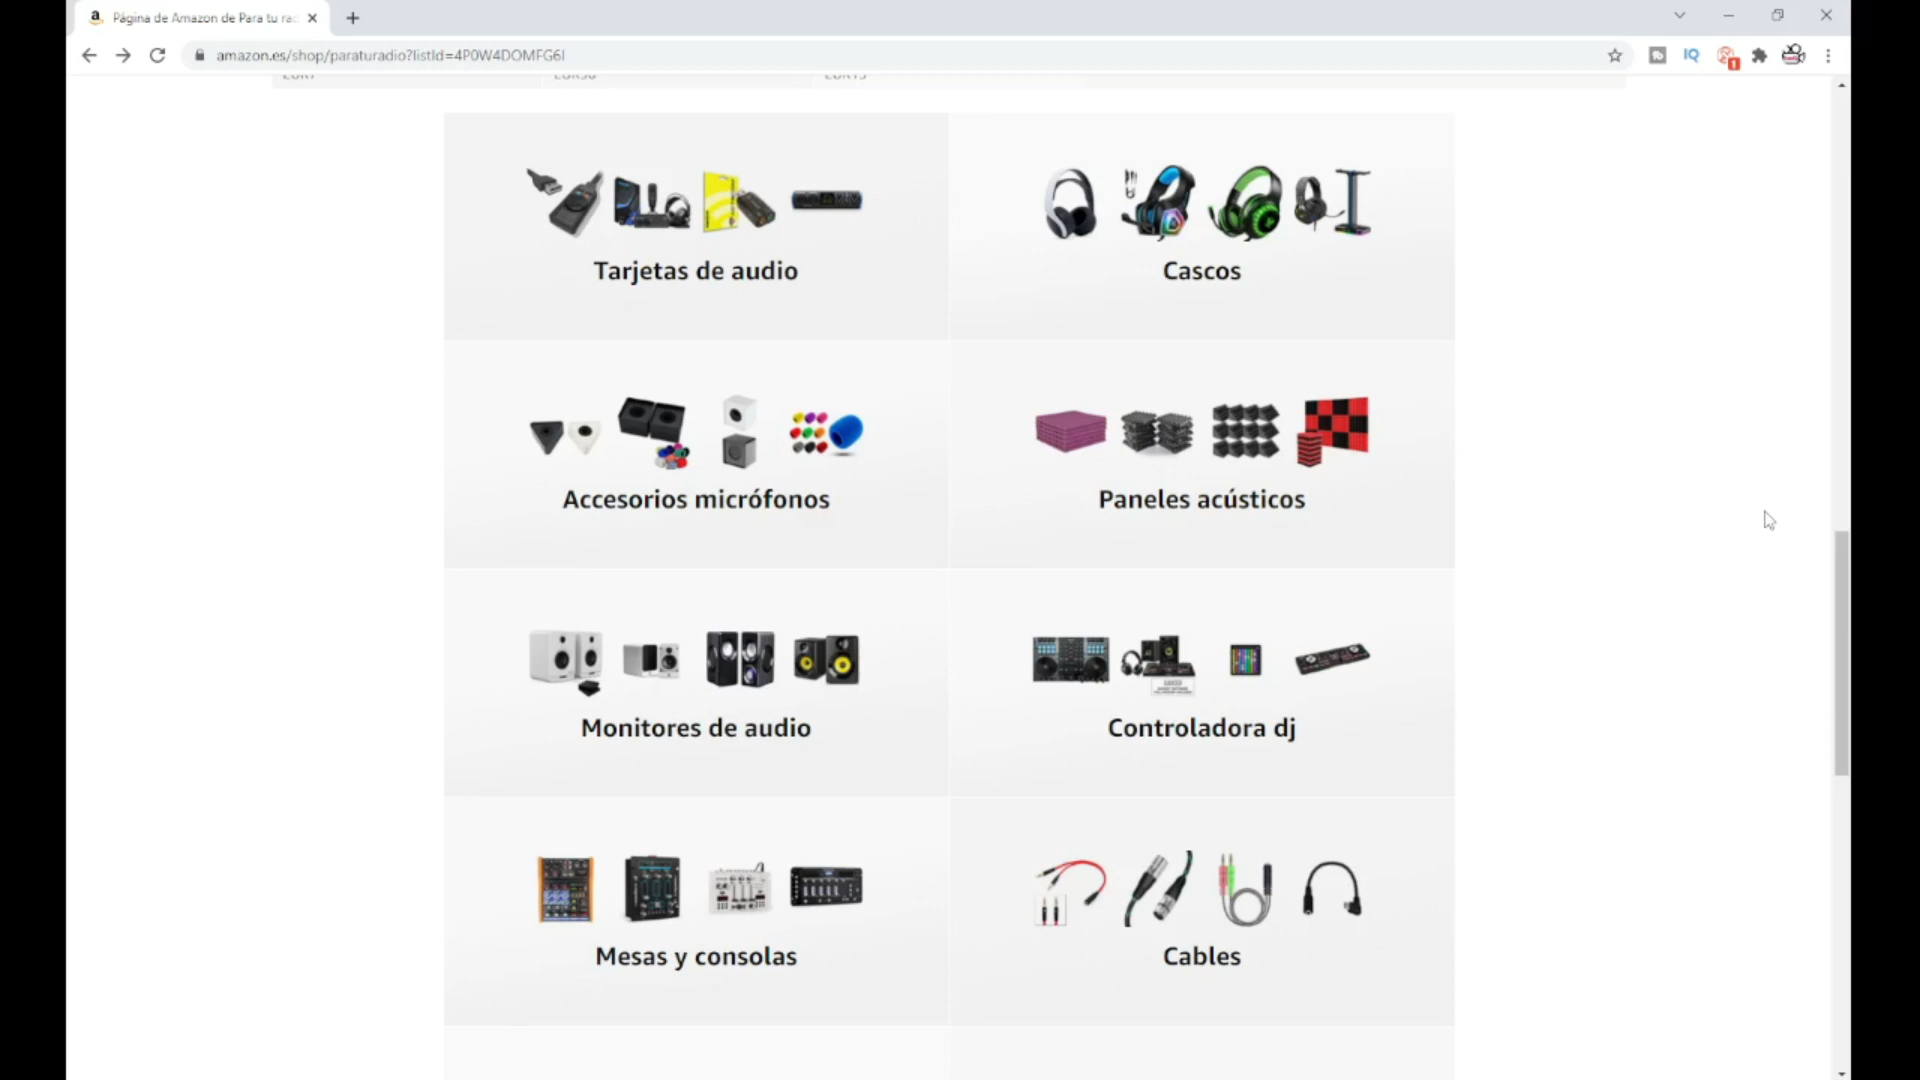 Página de Amazon de Para tu rad
amazon.es/shop/paraturadio?listId=4P0W4DOMFG6I
Tarjetas de audio
Cascos
Accesorios micrófonos
Paneles acústicos
Monitores de audio
Controladora dj
Mesas y consolas
Cables